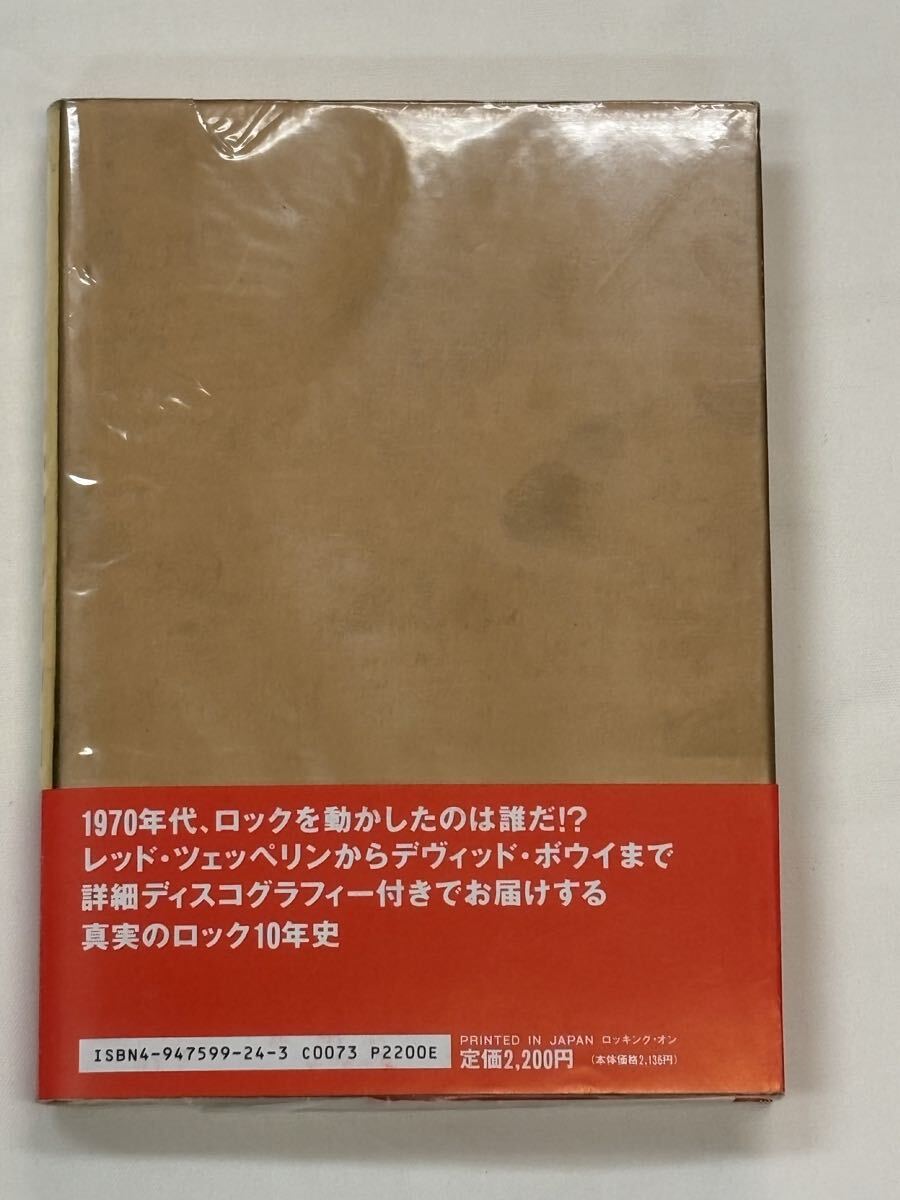 1970年代、ロックを動かしたのは誰だ!?
レッド・ツェッペリンからデヴィッド・ボウイまで
詳細ディスコグラフィー付きでお届けする
真実のロック10年史
ISBN4-947599-24-3 C0073 P2200E
PRINTED IN JAPAN ロッキング・オン
定価2,200円 (本体価格2,136円)